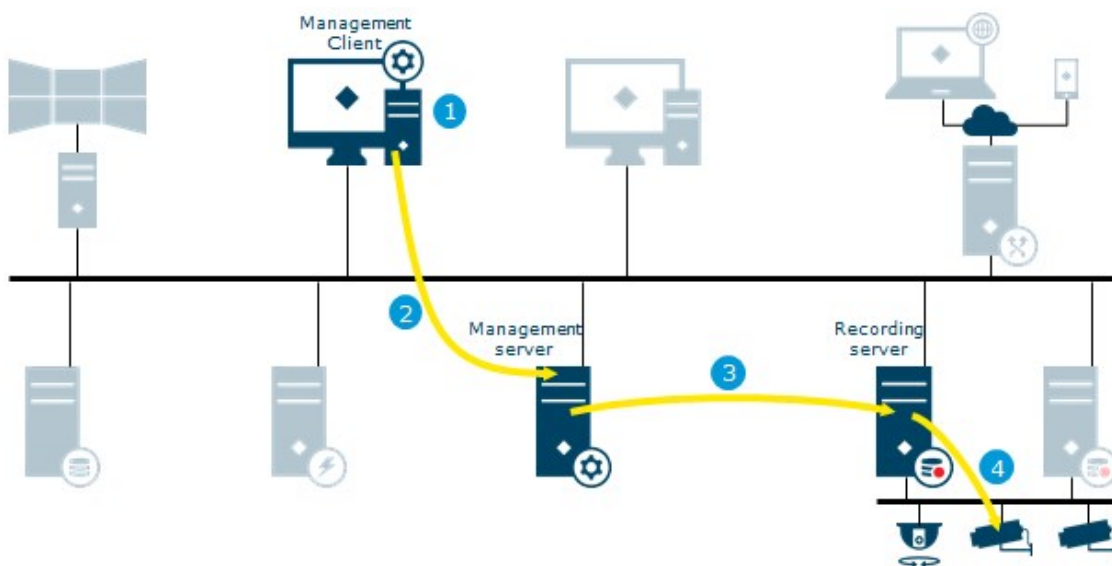 Management
Client
1
2
Management
server
3
Recording
server
4